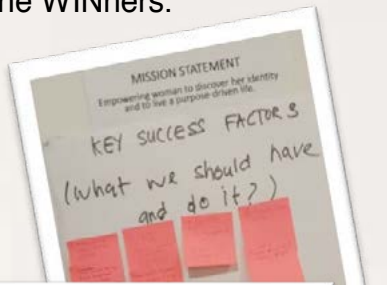 he WINners.
MISSION STATEMENT
Empowering woman to discover her identity
and to live a purpose-driven life.
KEY SUCCESS FACTORS
(what we should have
and do it?)